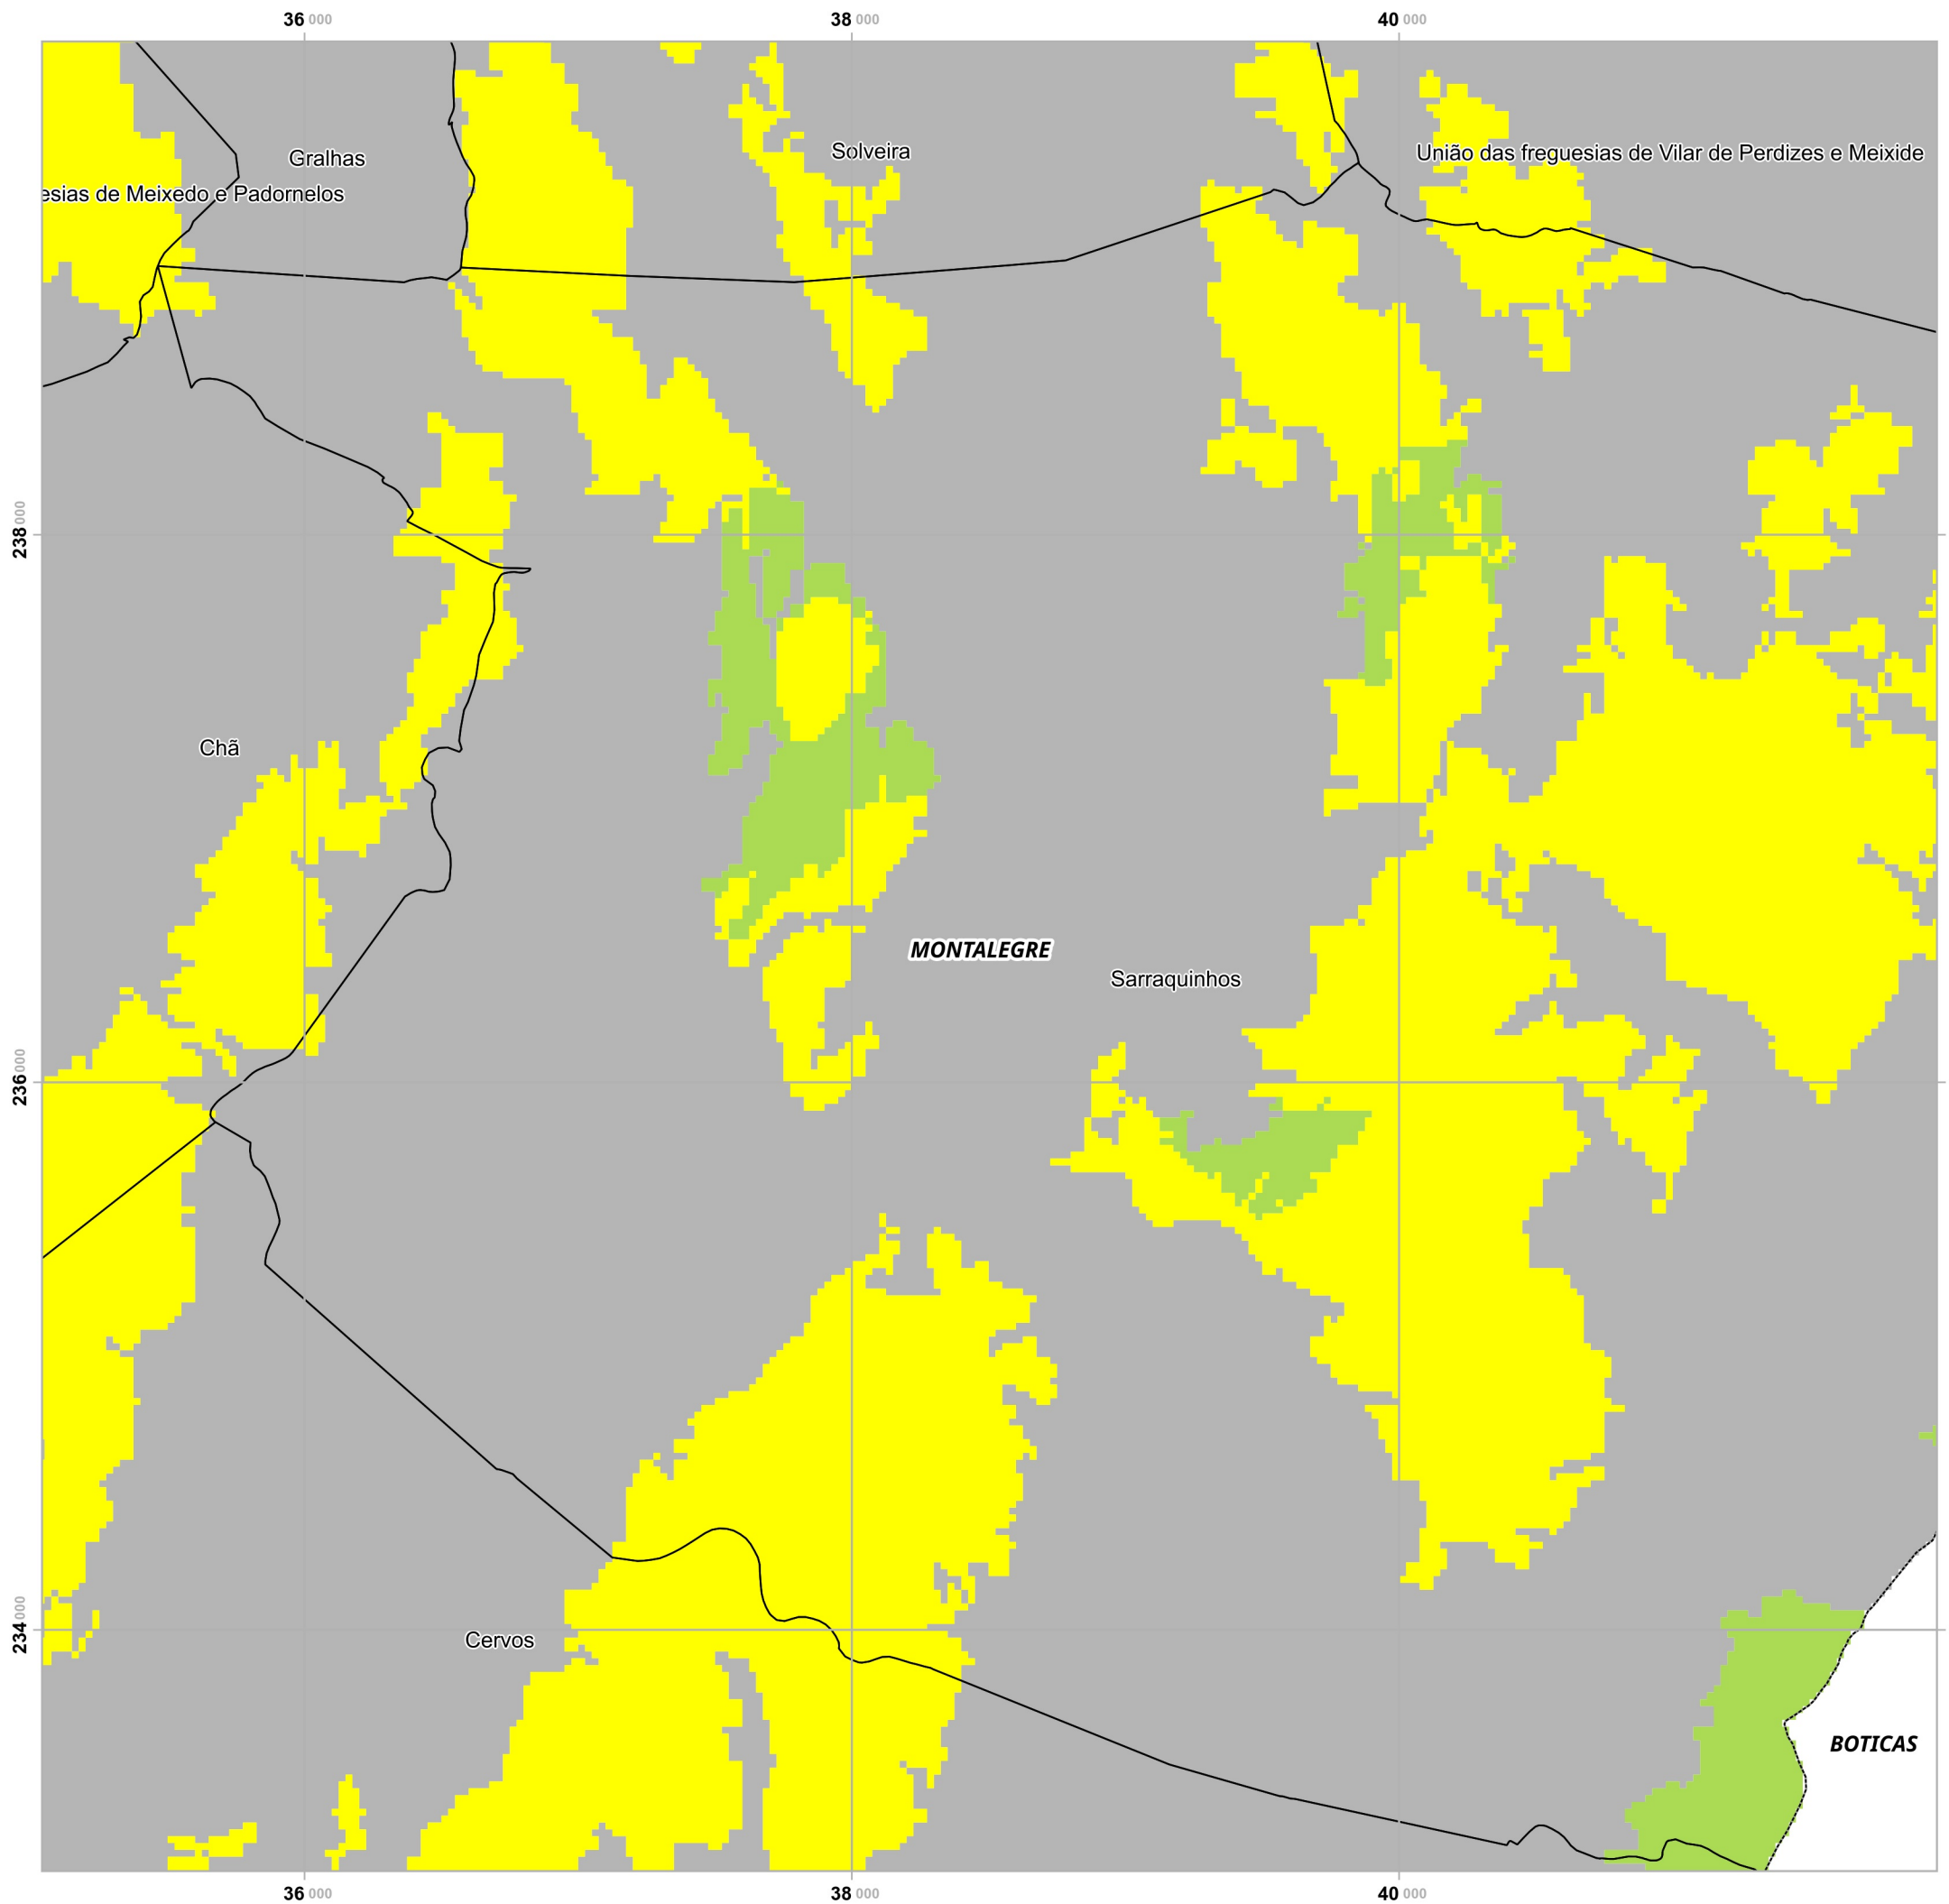 36 000
38 000
40 000
Solveira
Gralhas
União das freguesias de Vilar de Perdizes e Meixide
esias de Meixedo e Padornelos
238 000
Chã
MONTALEGRE
Sarraquinhos
236 000
234 000
Cervos
BOTICAS
36 000
38 000
40 000